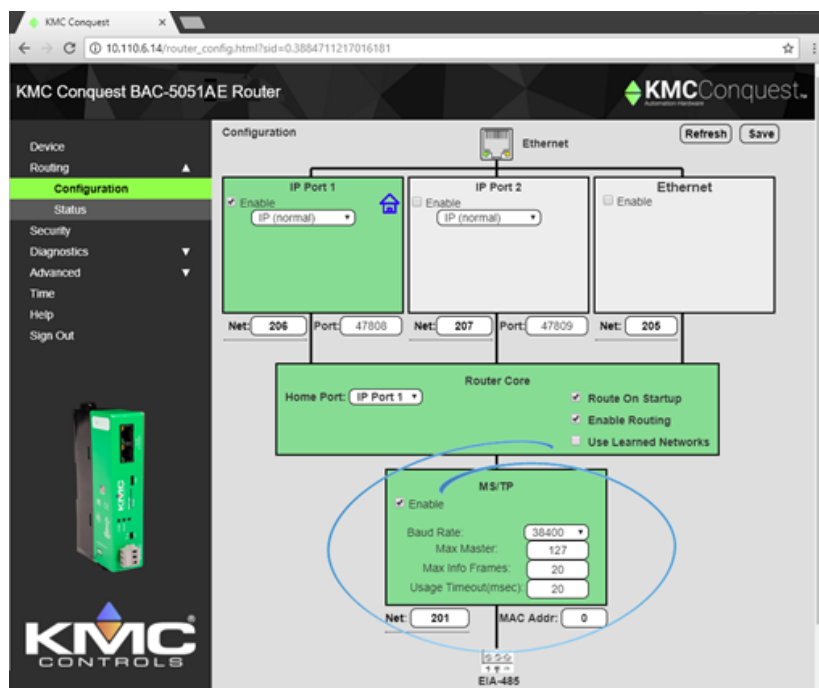 KMC Conquest
10.110.6.14/router_config.html?sid=0.3884711217016181
KMC Conquest BAC-5051AE Router
KMCConquest™
Automation Hardware
Device
Routing
Configuration
Status
Security
Diagnostics
Advanced
Time
Help
Sign Out
KMC
KMC®
CONTROLS
Configuration
Ethernet
Refresh Save
IP Port 1
Enable
IP (normal)
IP Port 2
Enable
IP (normal)
Ethernet
Enable
Net: 206 Port: 47808 Net: 207 Port: 47809 Net: 205
Router Core
Home Port: IP Port 1
Route On Startup
Enable Routing
Use Learned Networks
MS/TP
Enable
Baud Rate: 38400
Max Master: 127
Max Info Frames: 20
Usage Timeout(msec): 20
Net: 201 MAC Addr: 0
EIA-485